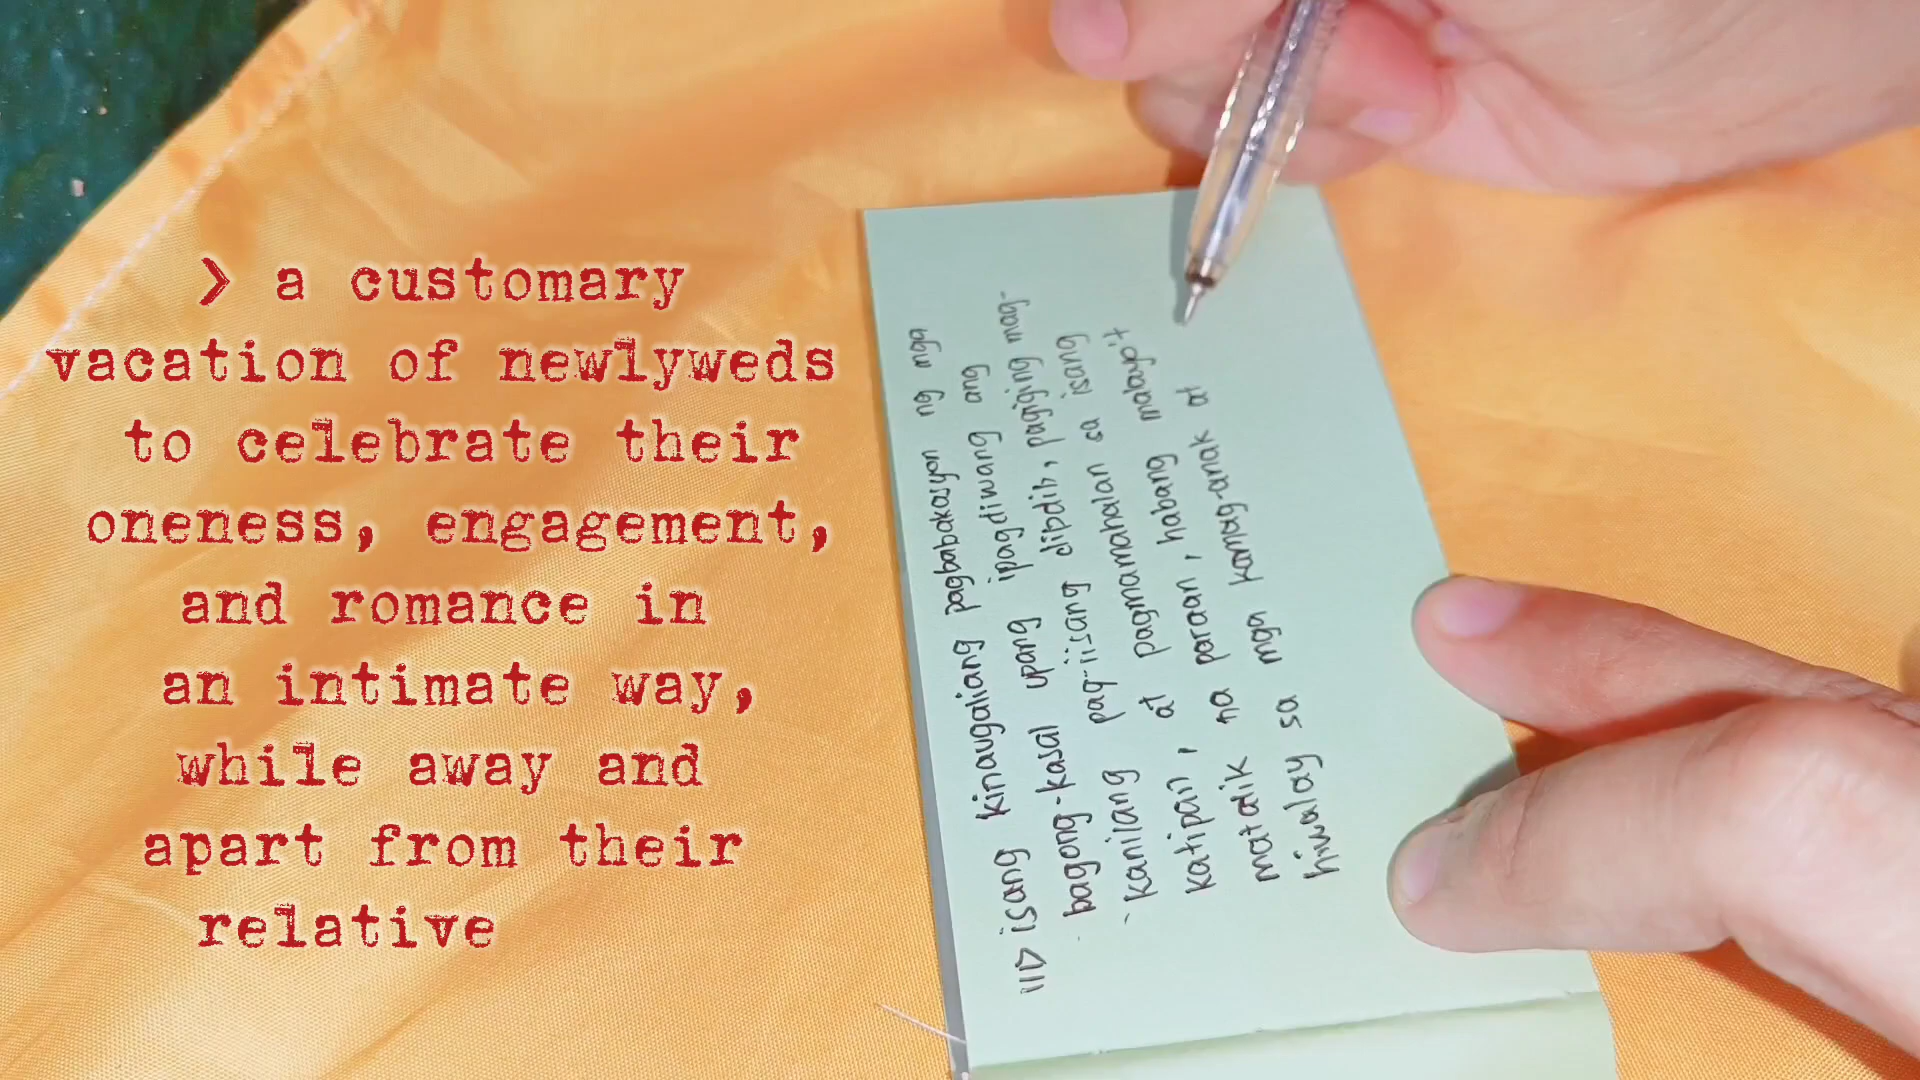 > a customary
vacation of newlyweds
to celebrate their
oneness, engagement,
and romance in
an intimate way,
while away and
apart from their
relative
isang kinaugaliang pagbabakasyon ng mga
bagong-kasal upang ipagdiwang ang
kanilang pag-iisang dibdib, pagiging mag-
katipan, at pagmamahalan sa isang
matalik na paraan, habang malayo't
hiwalay sa mga kamag-anak at